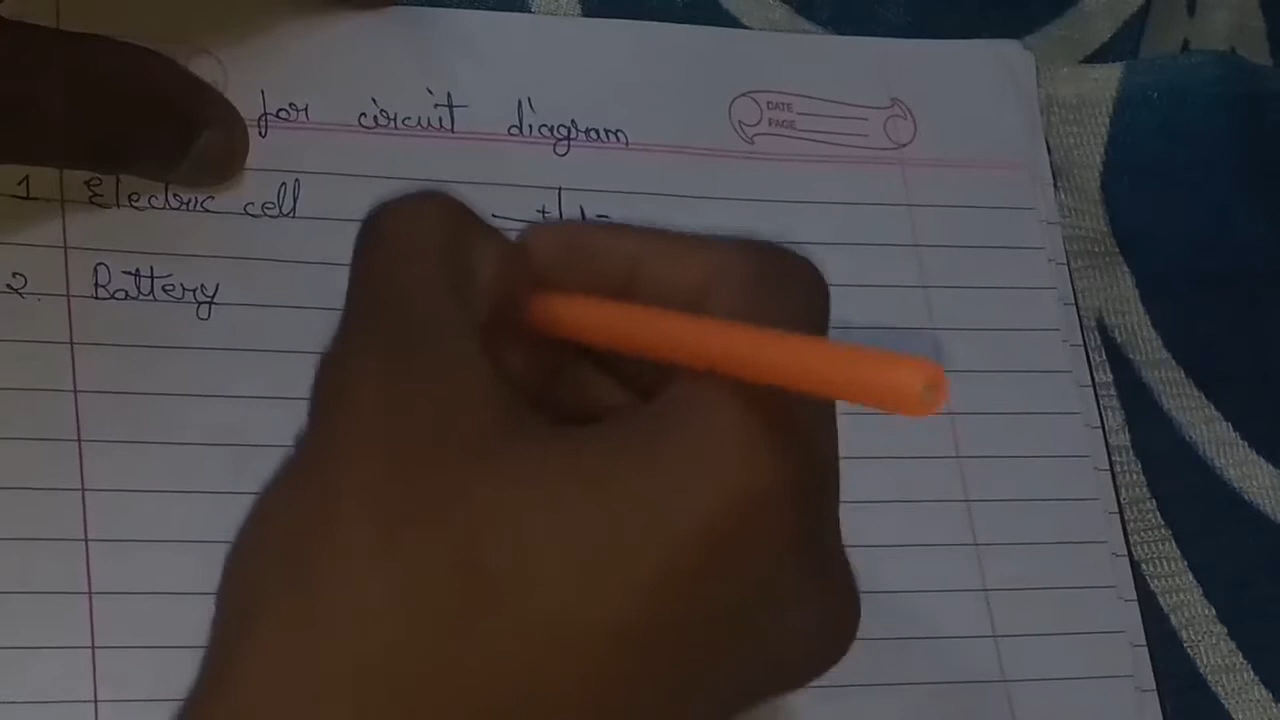 for circuit diagram
DATE
PAGE
1 Electric cell
2. Battery